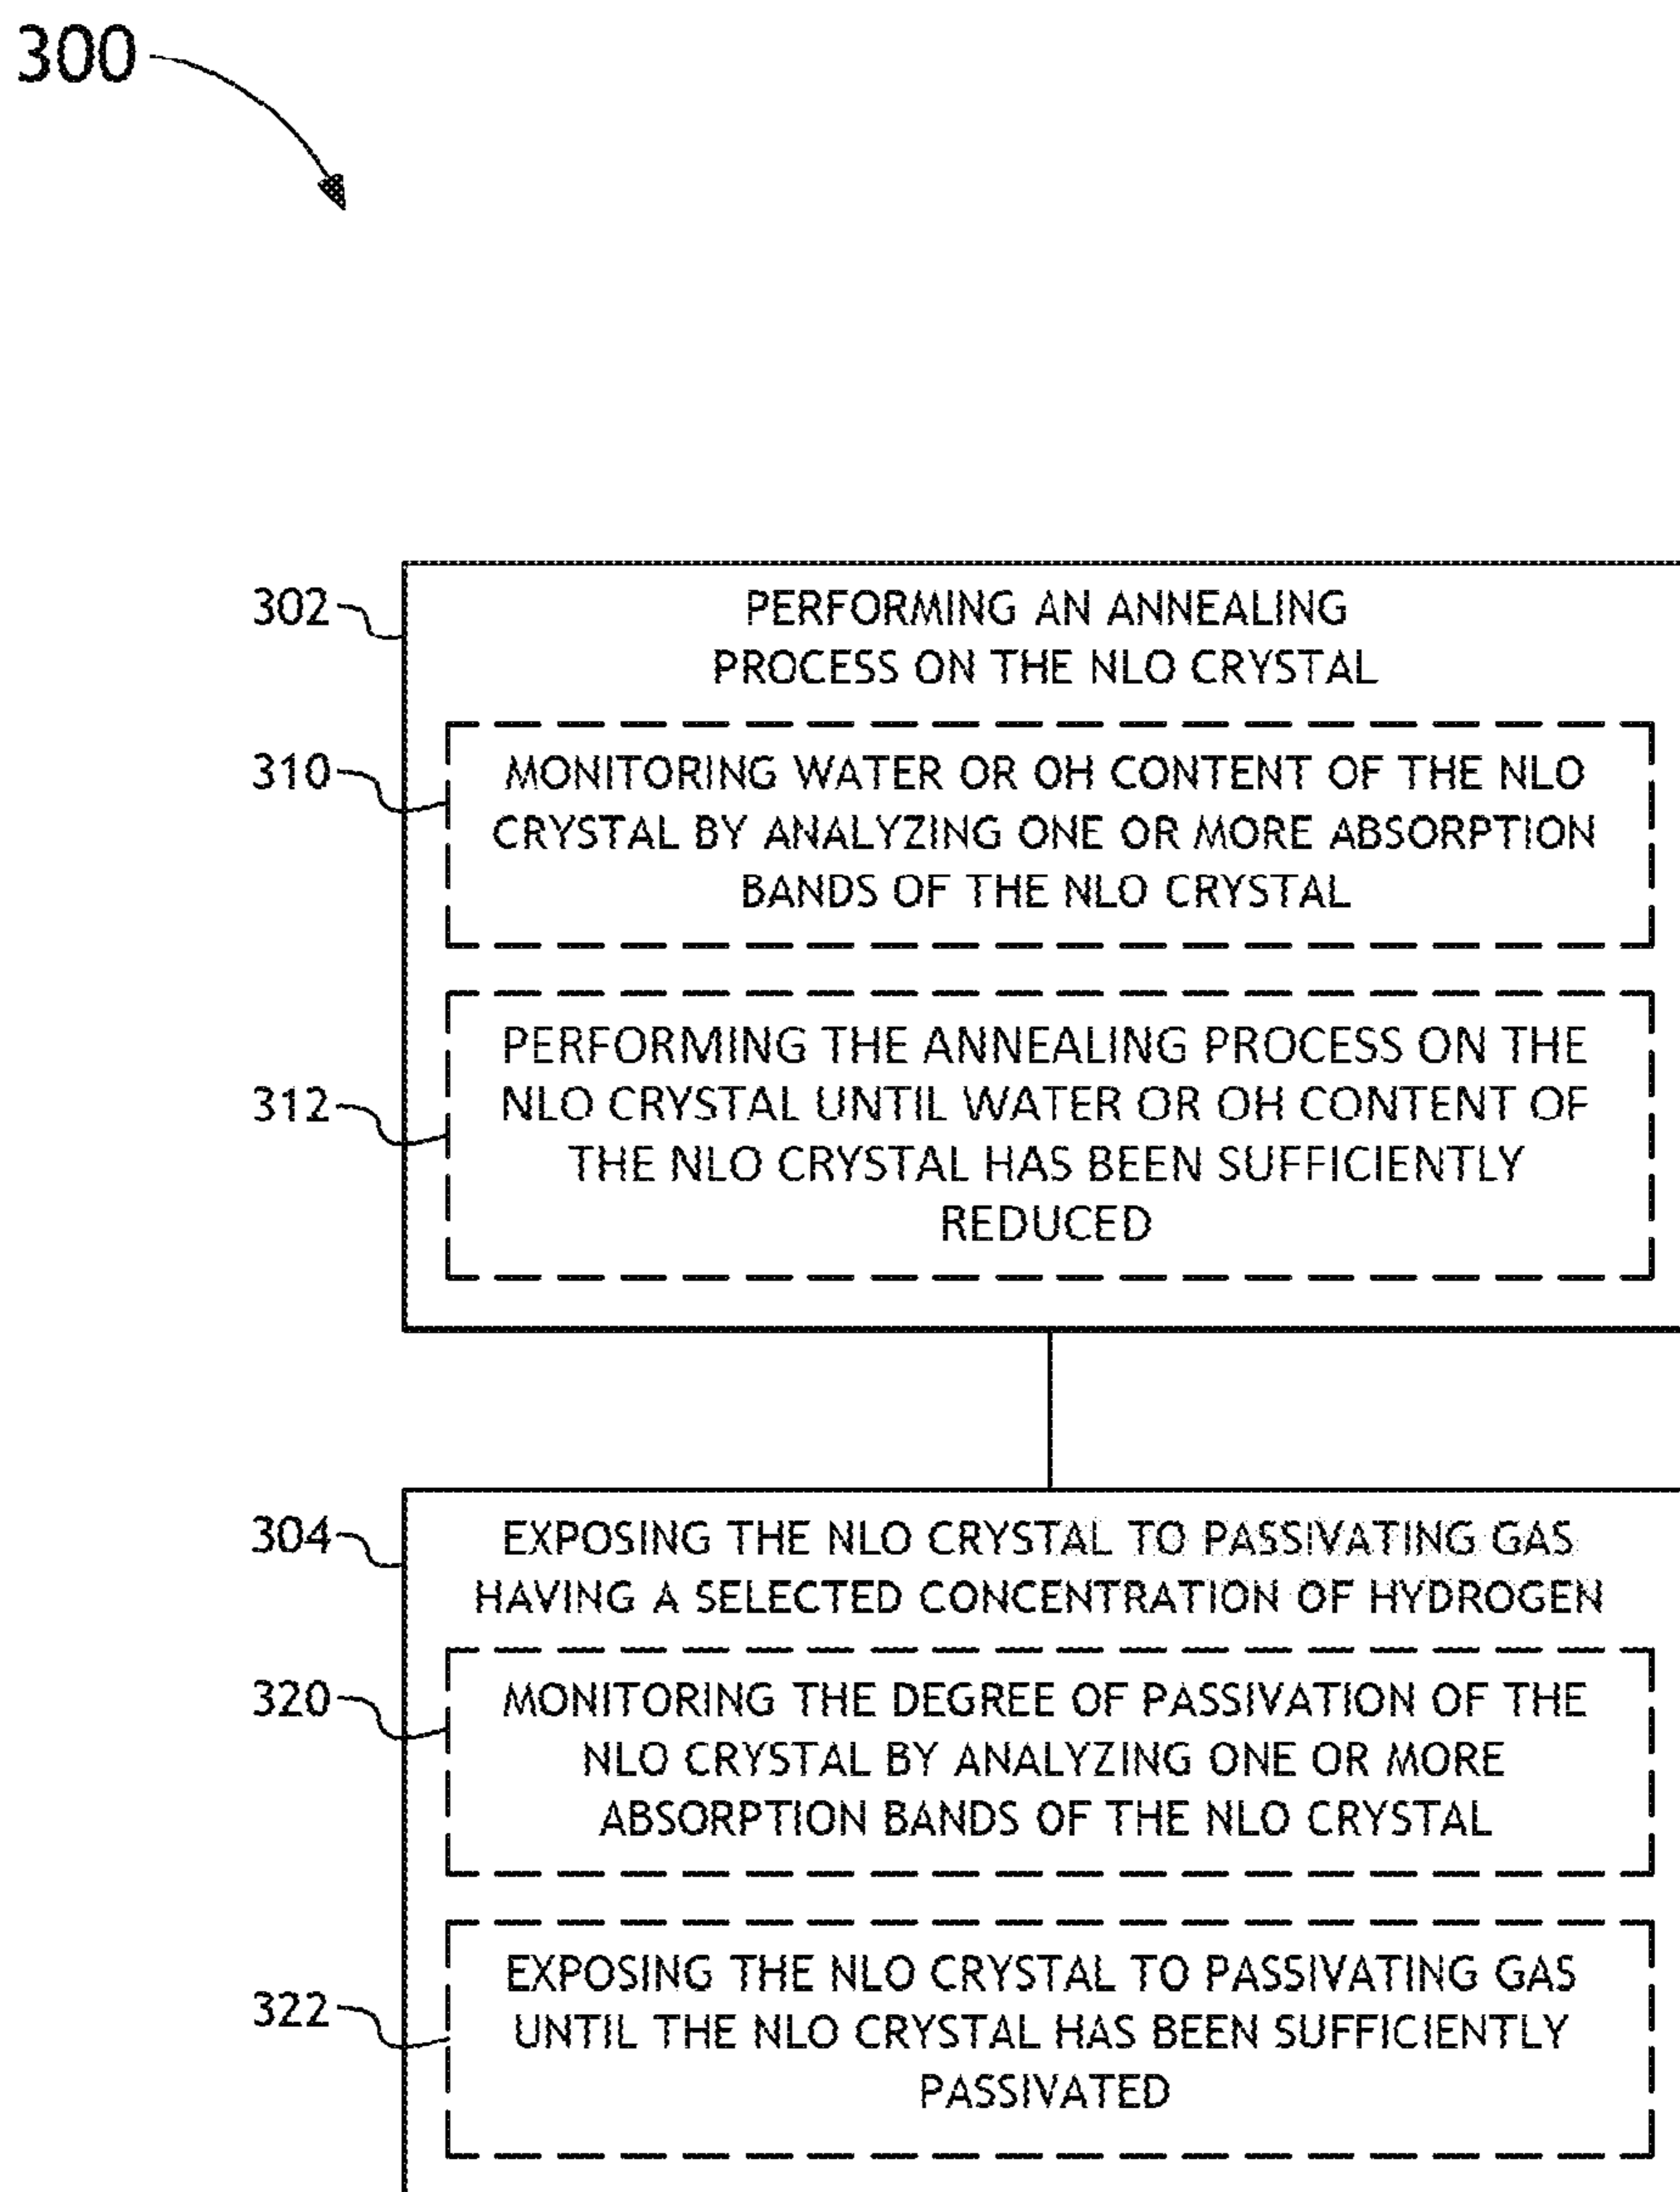 300
302
PERFORMING AN ANNEALING
PROCESS ON THE NLO CRYSTAL
310
MONITORING WATER OR OH CONTENT OF THE NLO
CRYSTAL BY ANALYZING ONE OR MORE ABSORPTION
BANDS OF THE NLO CRYSTAL
312
PERFORMING THE ANNEALING PROCESS ON THE
NLO CRYSTAL UNTIL WATER OR OH CONTENT OF
THE NLO CRYSTAL HAS BEEN SUFFICIENTLY
REDUCED
304
EXPOSING THE NLO CRYSTAL TO PASSIVATING GAS
HAVING A SELECTED CONCENTRATION OF HYDROGEN
320
MONITORING THE DEGREE OF PASSIVATION OF THE
NLO CRYSTAL BY ANALYZING ONE OR MORE
ABSORPTION BANDS OF THE NLO CRYSTAL
322
EXPOSING THE NLO CRYSTAL TO PASSIVATING GAS
UNTIL THE NLO CRYSTAL HAS BEEN SUFFICIENTLY
PASSIVATED